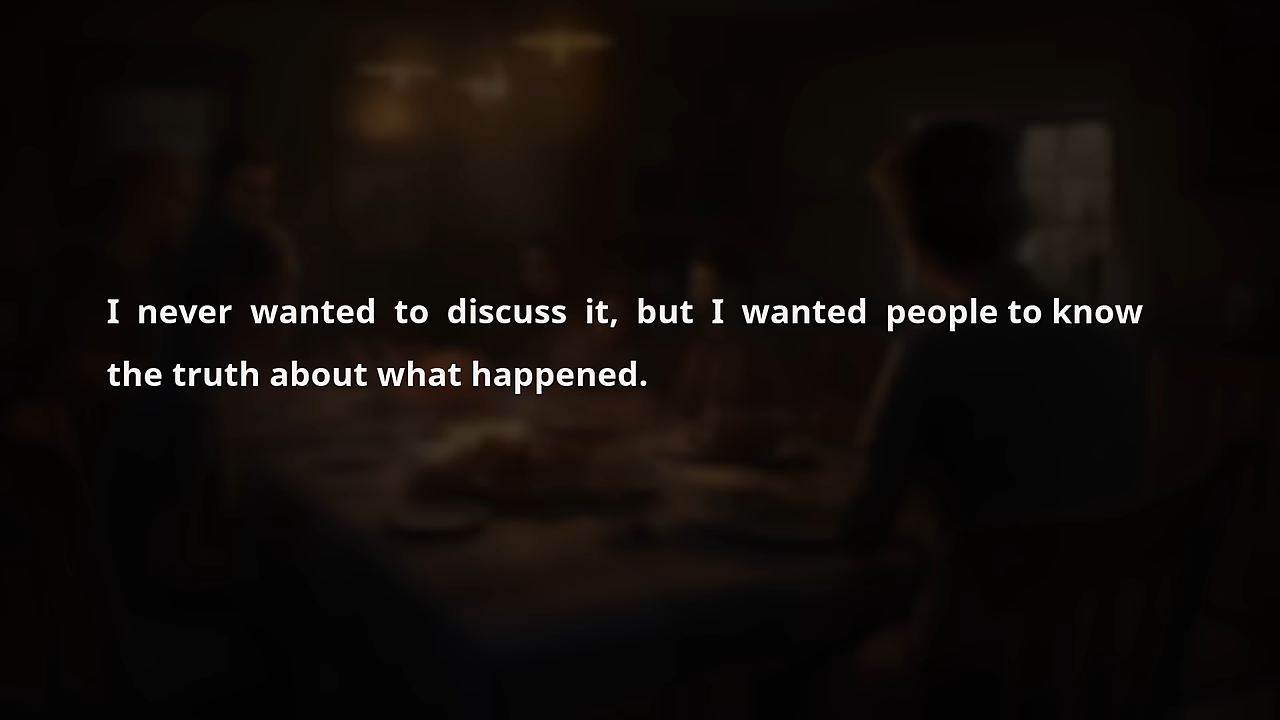 I never wanted to discuss it, but I wanted people to know
the truth about what happened.